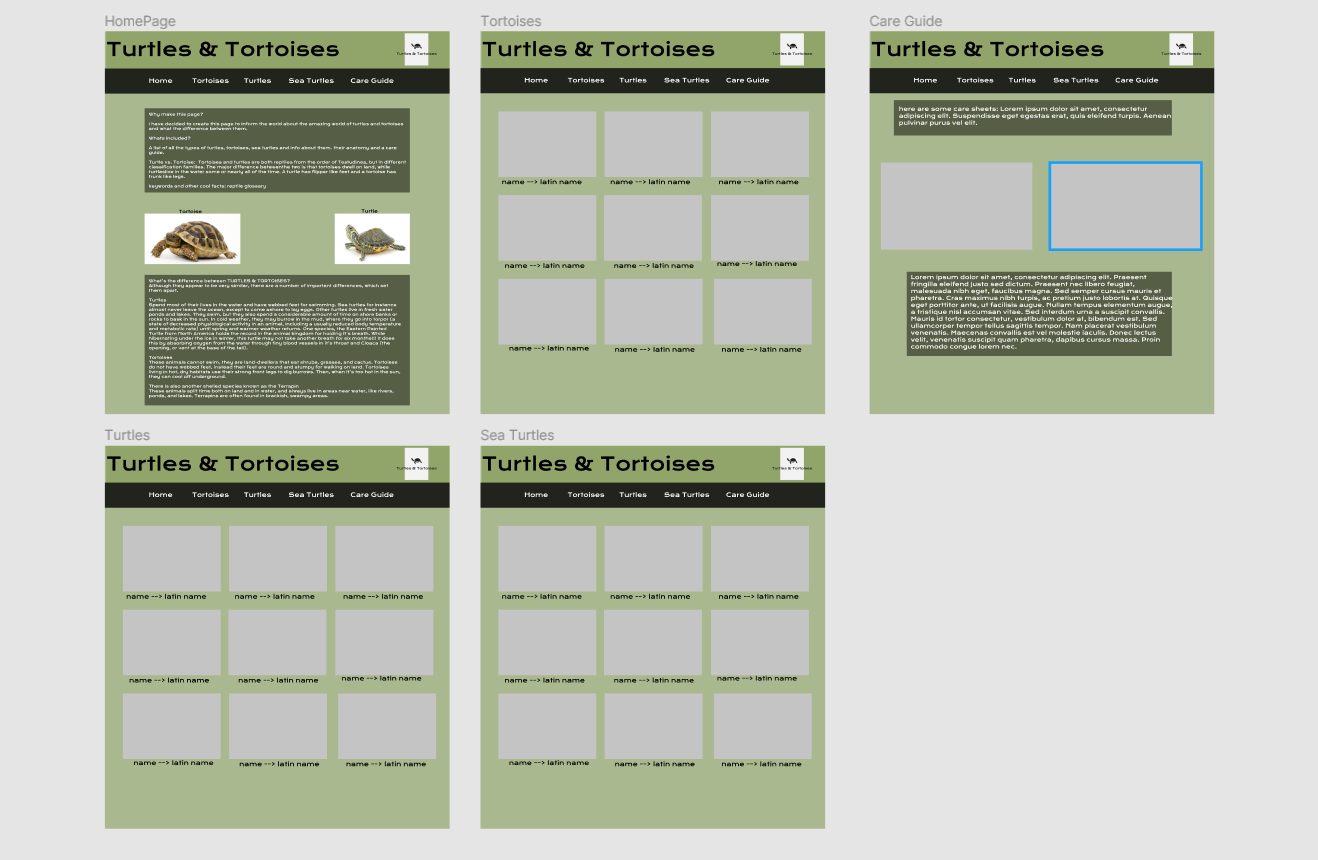 HomePage
Turtles & Tortoises
Turtles & Tortoises
Home Tortoises Turtles Sea Turtles Care Guide
Why make this page?
I have decided to create this page to inform the world about the amazing world of turtles and tortoises
and what the difference between them.
Whats included?
A list of all the types of turtles, tortoises, sea turtles and info about them. their anatomy and a care
guide.
Turtle vs. Tortoise: Tortoises and turtles are both reptiles from the order of Testudines, but in different
classification families. The major difference betweenthe two is that tortoises dwell on land, while
turtleslive in the water some or nearly all of the time. A turtle has flipper like feet and a tortoise has
trunk like legs.
keywords and other cool facts: reptile glossary
Tortoise
Turtle
What's the difference between TURTLES & TORTOISES?
Although they appear to be very similar, there are a number of important differences, which set
them apart.
Turtles
Spend most of their lives in the water and have webbed feet for swimming. Sea turtles for instance
almost never leave the ocean, except to come ashore to lay eggs. Other turtles live in fresh water
ponds and lakes. They swim, but they also spend a considerable amount of time on shore banks or
rocks to bask in the sun. In cold weather, they may burrow in the mud, where they go into torpor (a
state of decreased physiological activity in an animal, including a usually reduced body temperature
and metabolic rate) until spring and warmer weather returns. One species, the Eastern Painted
Turtle from North America holds the record in the animal kingdom for holding it's breath. While
hibernating under the ice in winter, this turtle may not take another breath for six months!! It does
this by absorbing oxygen from the water through tiny blood vessels in it's throat and Cloaca (the
opening, or vent at the base of the tail).
Tortoises
These animals cannot swim, they are land-dwellers that eat shrubs, grasses, and cactus. Tortoises
do not have webbed feet, instead their feet are round and stumpy for walking on land. Tortoises
living in hot, dry habitats use their strong front legs to dig burrows. Then, when it's too hot in the sun,
they can cool off underground.
There is also another shelled species known as the Terrapin
These animals split time both on land and in water, and always live in areas near water, like rivers,
ponds, and lakes. Terrapins are often found in brackish, swampy areas.
Tortoises
Turtles & Tortoises
Turtles & Tortoises
Home Tortoises Turtles Sea Turtles Care Guide
name --> latin name name --> latin name name --> latin name
name --> latin name name --> latin name name --> latin name
name --> latin name name --> latin name name --> latin name
Care Guide
Turtles & Tortoises
Turtles & Tortoises
Home Tortoises Turtles Sea Turtles Care Guide
here are some care sheets: Lorem ipsum dolor sit amet, consectetur
adipiscing elit. Suspendisse eget egestas erat, quis eleifend turpis. Aenean
pulvinar purus vel elit.
Lorem ipsum dolor sit amet, consectetur adipiscing elit. Praesent
fringilla eleifend justo sed dictum. Praesent nec libero feugiat,
malesuada nibh eget, faucibus magna. Sed semper cursus mauris et
pharetra. Cras maximus nibh turpis, ac pretium justo lobortis at. Quisque
eget porttitor ante, ut facilisis augue. Nullam tempus elementum augue,
a tristique nisl accumsan vitae. Sed interdum urna a suscipit convallis.
Mauris id tortor consectetur, vestibulum dolor at, bibendum est. Sed
ullamcorper tempor tellus sagittis tempor. Nam placerat vestibulum
venenatis. Maecenas convallis est vel molestie iaculis. Donec lectus
velit, venenatis suscipit quam pharetra, dapibus cursus massa. Proin
commodo congue lorem nec.
Turtles
Turtles & Tortoises
Turtles & Tortoises
Home Tortoises Turtles Sea Turtles Care Guide
name --> latin name name --> latin name name --> latin name
name --> latin name name --> latin name name --> latin name
name --> latin name name --> latin name name --> latin name
Sea Turtles
Turtles & Tortoises
Turtles & Tortoises
Home Tortoises Turtles Sea Turtles Care Guide
name --> latin name name --> latin name name --> latin name
name --> latin name name --> latin name name --> latin name
name --> latin name name --> latin name name --> latin name